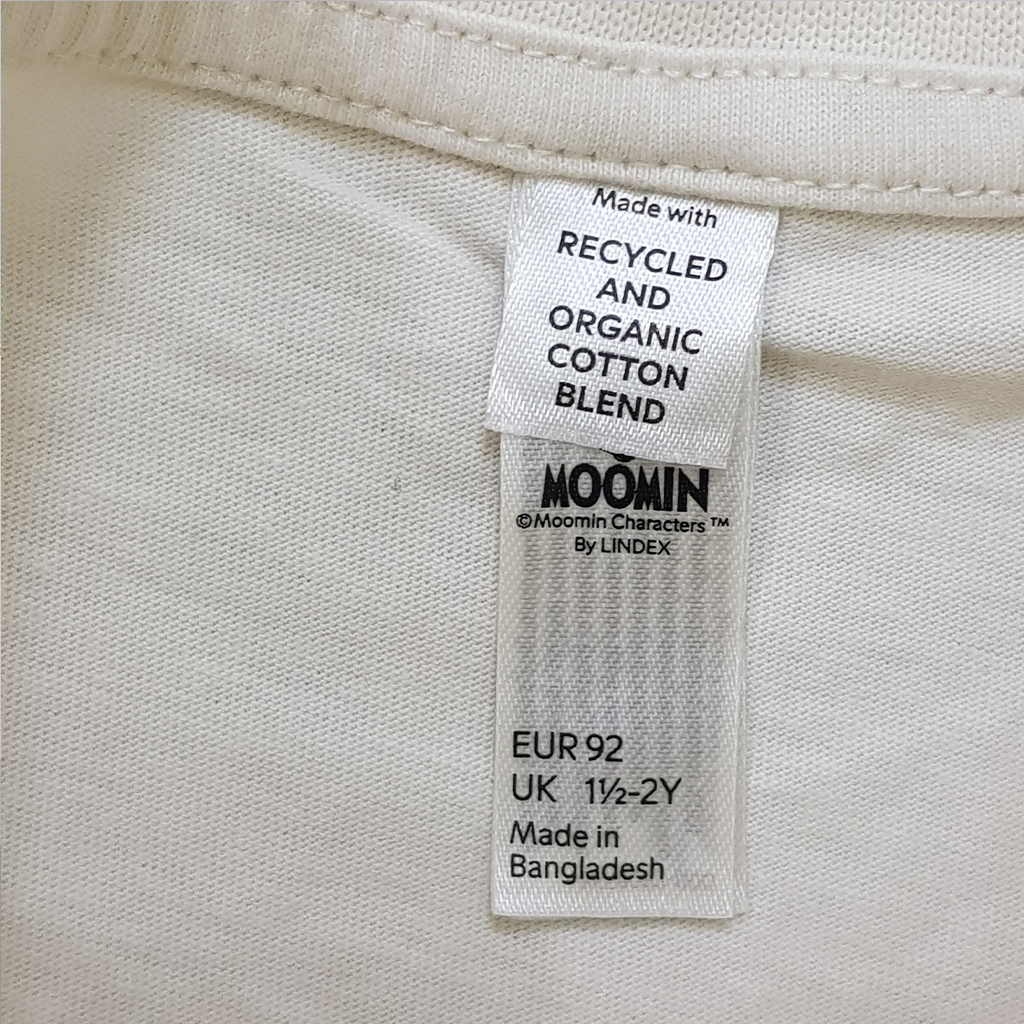 Made with
RECYCLED
AND
ORGANIC
COTTON
BLEND
MOOMIN
©Moomin Characters™
By LINDEX
EUR 92
UK 1½-2Y
Made in
Bangladesh